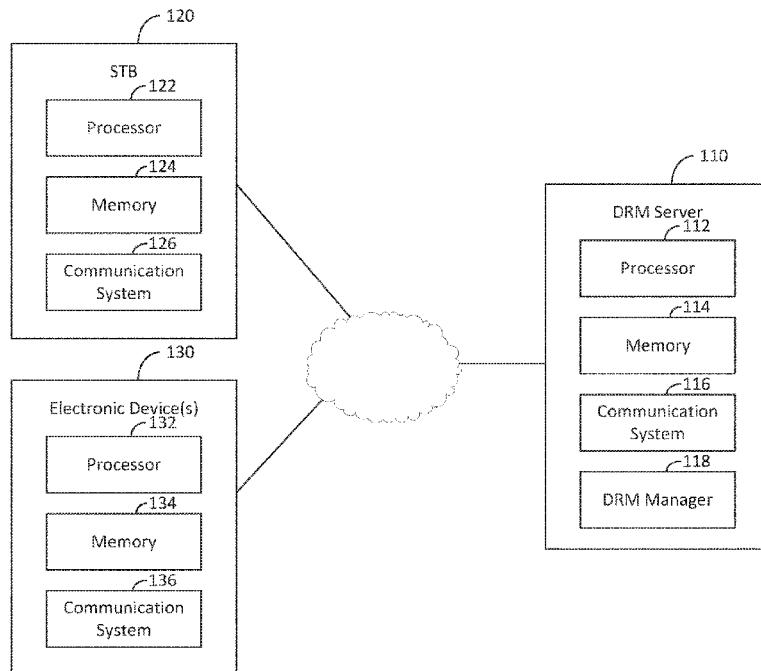 120
STB
122
Processor
124
Memory
126
Communication
System
130
Electronic Device(s)
132
Processor
134
Memory
136
Communication
System
110
DRM Server
112
Processor
114
Memory
116
Communication
System
118
DRM Manager